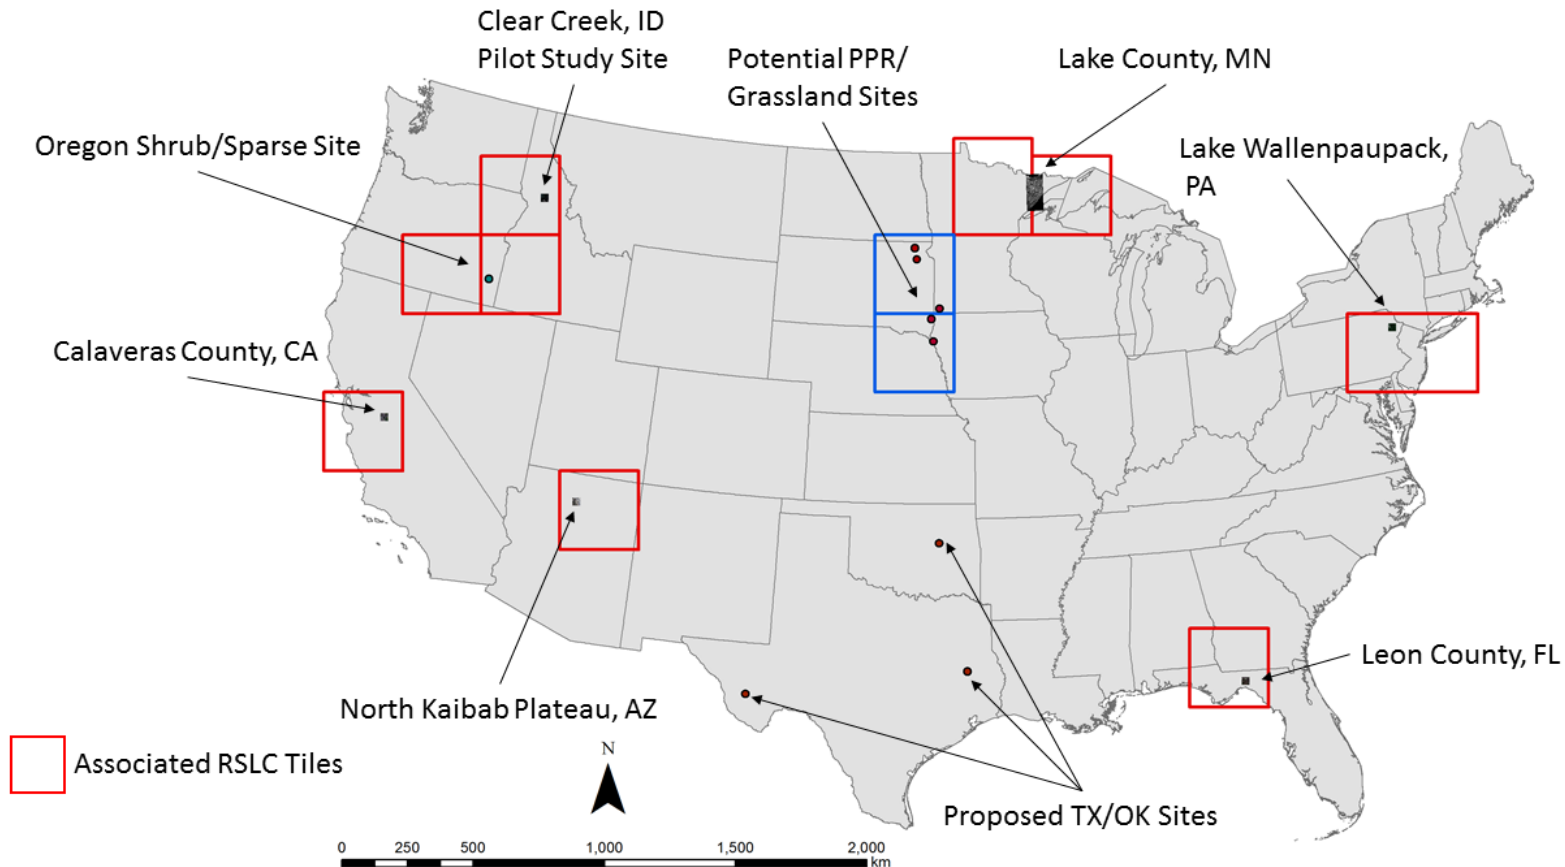 Clear Creek, ID
Pilot Study Site
Potential PPR/
Grassland Sites
Lake County, MN
Oregon Shrub/Sparse Site
Lake Wallenpaupack,
PA
Calaveras County, CA
Leon County, FL
North Kaibab Plateau, AZ
Associated RSLC Tiles
N
Proposed TX/OK Sites
0 250 500 1,000 1,500 2,000
km